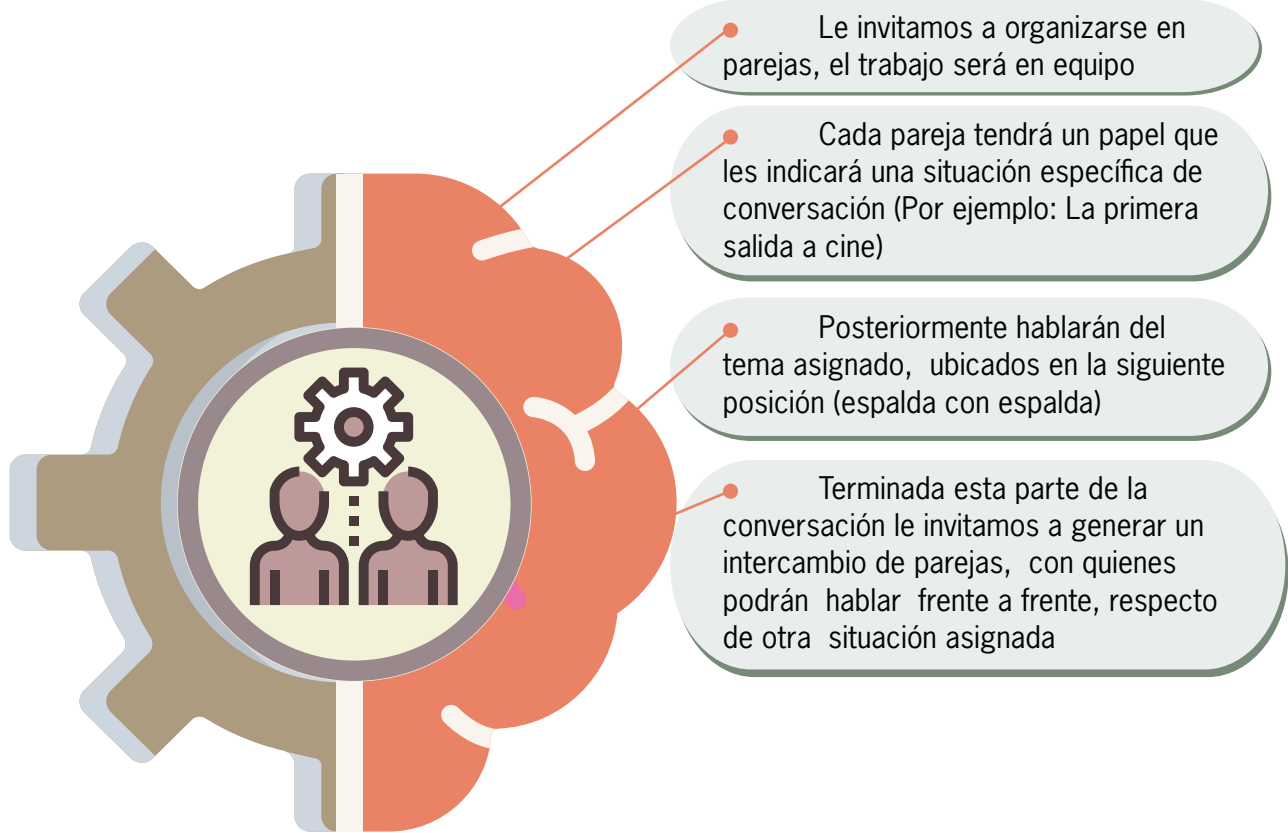 Le invitamos a organizarse en
parejas, el trabajo será en equipo
Cada pareja tendrá un papel que
les indicará una situación específica de
conversación (Por ejemplo: La primera
salida a cine)
Posteriormente hablarán del
tema asignado, ubicados en la siguiente
posición (espalda con espalda)
Terminada esta parte de la
conversación le invitamos a generar un
intercambio de parejas, con quienes
podrán hablar frente a frente, respecto
de otra situación asignada